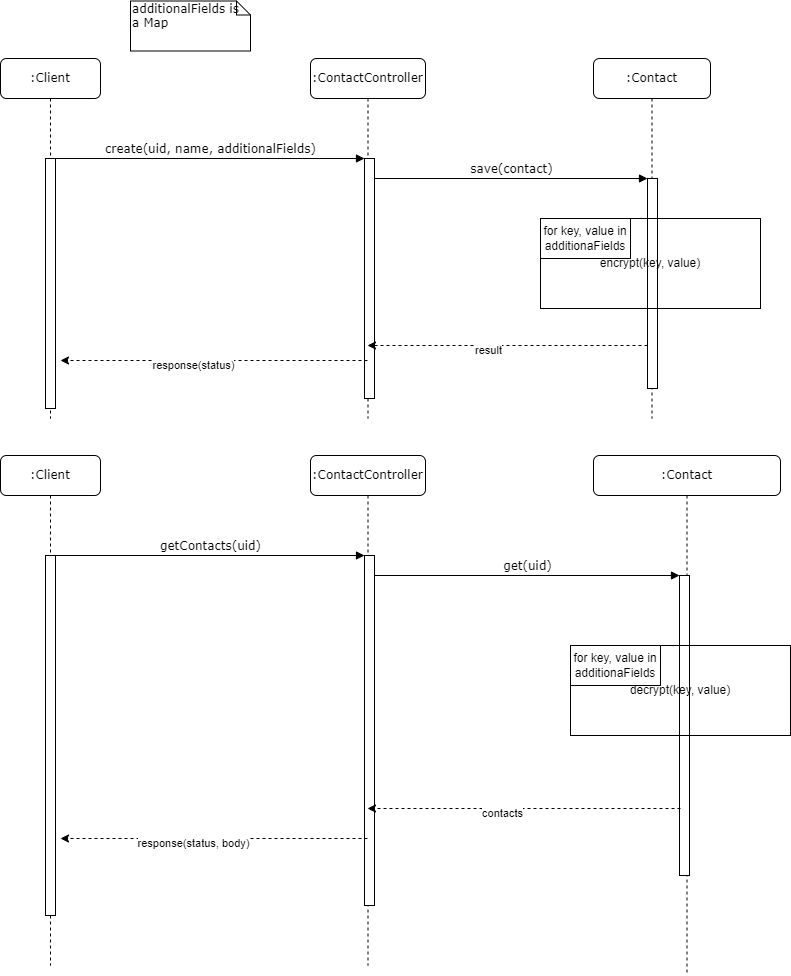 additionalFields is
a Map
:Client
:ContactController
:Contact
create(uid, name, additionalFields)
save(contact)
for key, value in
additionaFields
encrypt(key, value)
result
response(status)
:Client
:ContactController
:Contact
getContacts(uid)
get(uid)
for key, value in
additionaFields
decrypt(key, value)
contacts
response(status, body)